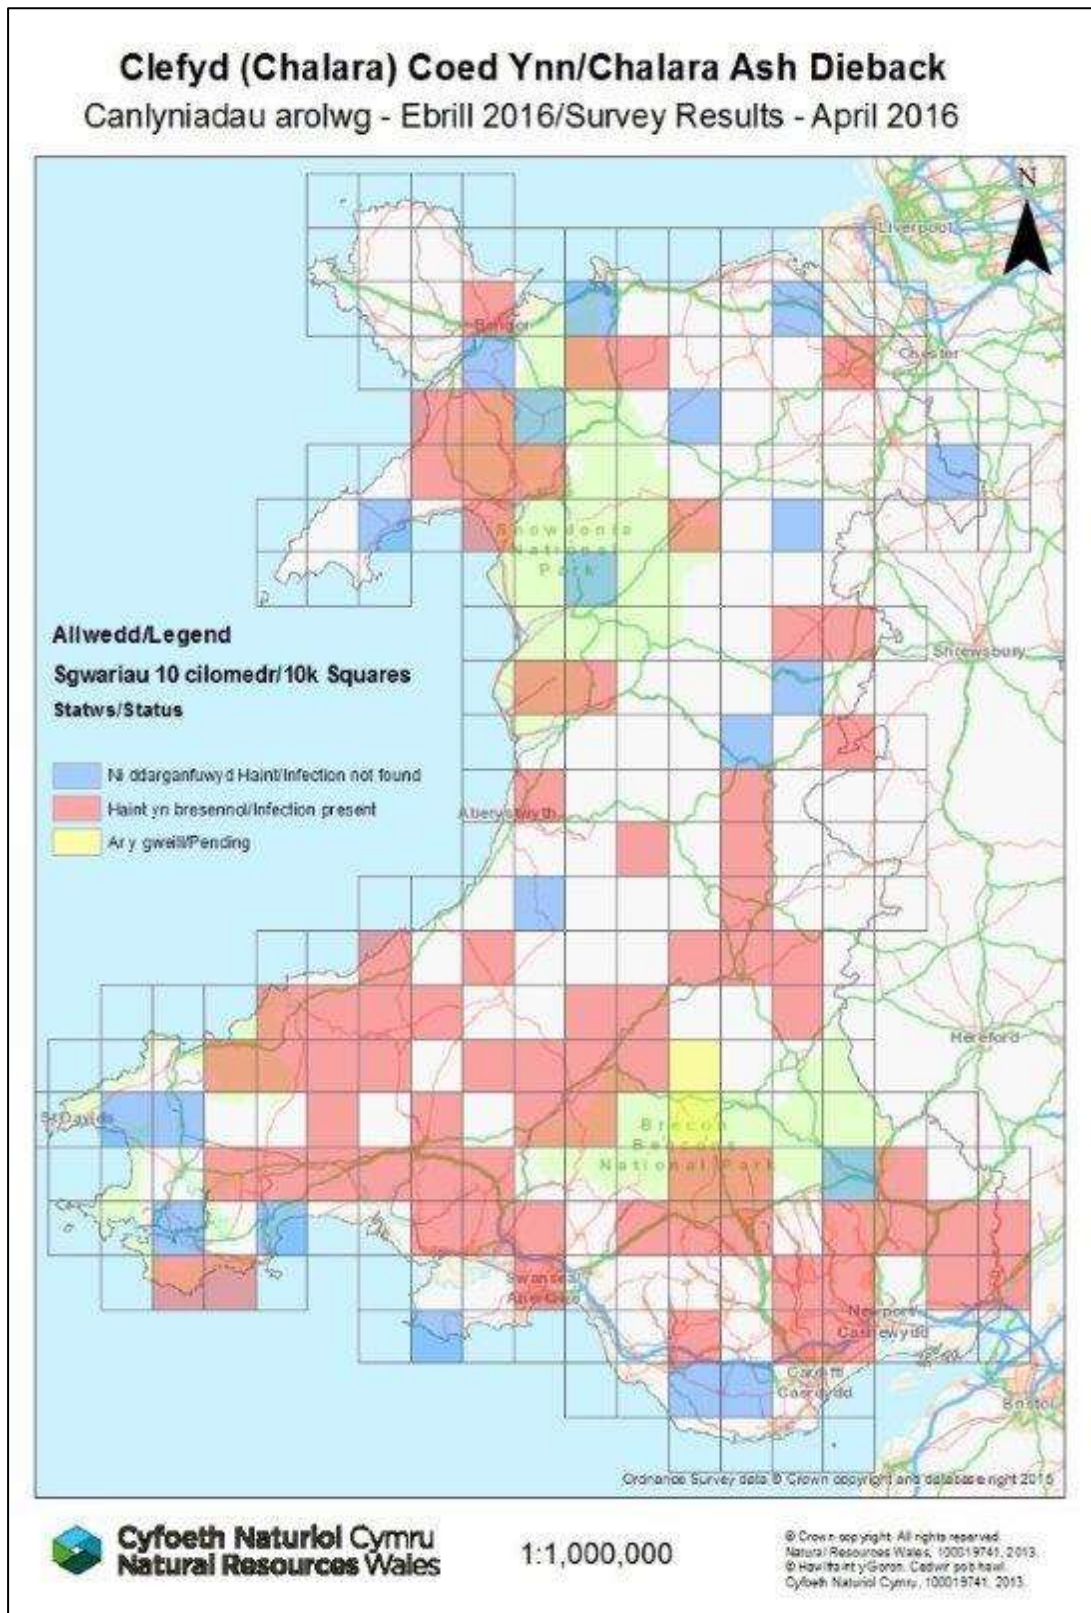 Clefyd (Chalara) Coed Ynn/Chalara Ash Dieback
Canlyniadau arolwg - Ebrill 2016/Survey Results - April 2016
N
Liverpool
Bangor
Chester
Snowdonia
National
Park
Allwedd/Legend
Sgwariau 10 cilomedr/10k Squares
Statws/Status
Shrewsbury
Ni ddarganfuwyd Haint/Infection not found
Haint yn bresennol/Infection present
Ar y gweill/Pending
Aberystwyth
Hereford
St Davids
Brecon
Beacons
National Park
Swansea
Abertawe
Newport
Casnewydd
Cardiff
Caerdydd
Bristol
Ordnance Survey data © Crown copyright and database right 2015
Cyfoeth Naturiol Cymru
Natural Resources Wales
1:1,000,000
© Crown copyright. All rights reserved.
Natural Resources Wales, 100019741, 2013.
© Hawlfraint y Goron. Cedwir pob hawl.
Cyfoeth Naturiol Cymru, 100019741, 2013.